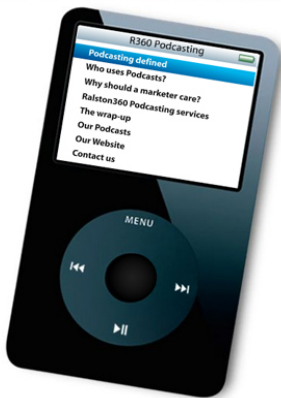 R360 Podcasting
Podcasting defined
Who uses Podcasts?
Why should a marketer care?
Ralston360 Podcasting services
The wrap-up
Our Podcasts
Our Website
Contact us
MENU